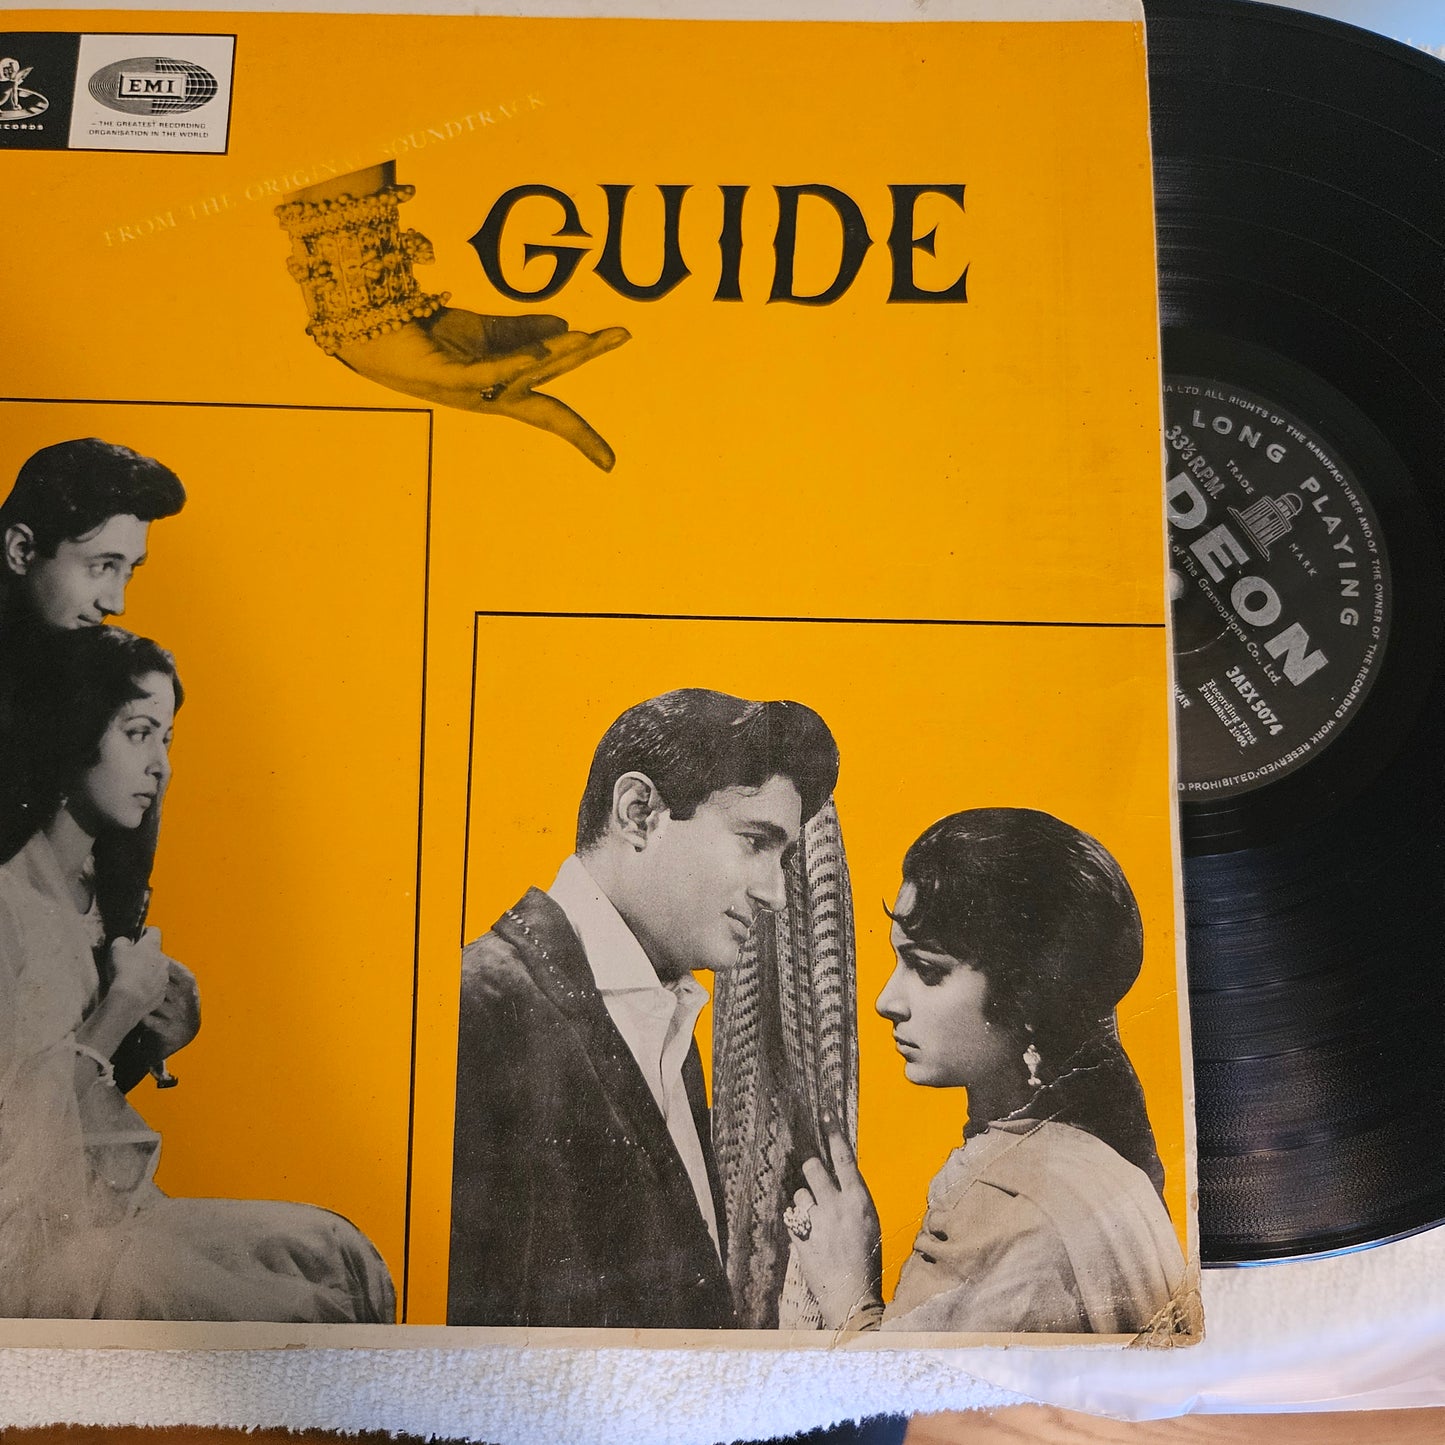 RECORDS
EMI
— THE GREATEST RECORDING
ORGANISATION IN THE WORLD
FROM THE ORIGINAL SOUNDTRACK
GUIDE
LTD. ALL RIGHTS OF THE MANUFACTURER AND OF THE OWNER OF THE RECORDED WORK RESERVED.
PROHIBITED.
LONG PLAYING
33⅓ R.P.M.
TRADE MARK
DEON
of The Gramophone Co., Ltd.
3AEX 5074
Recording First
Published 1966